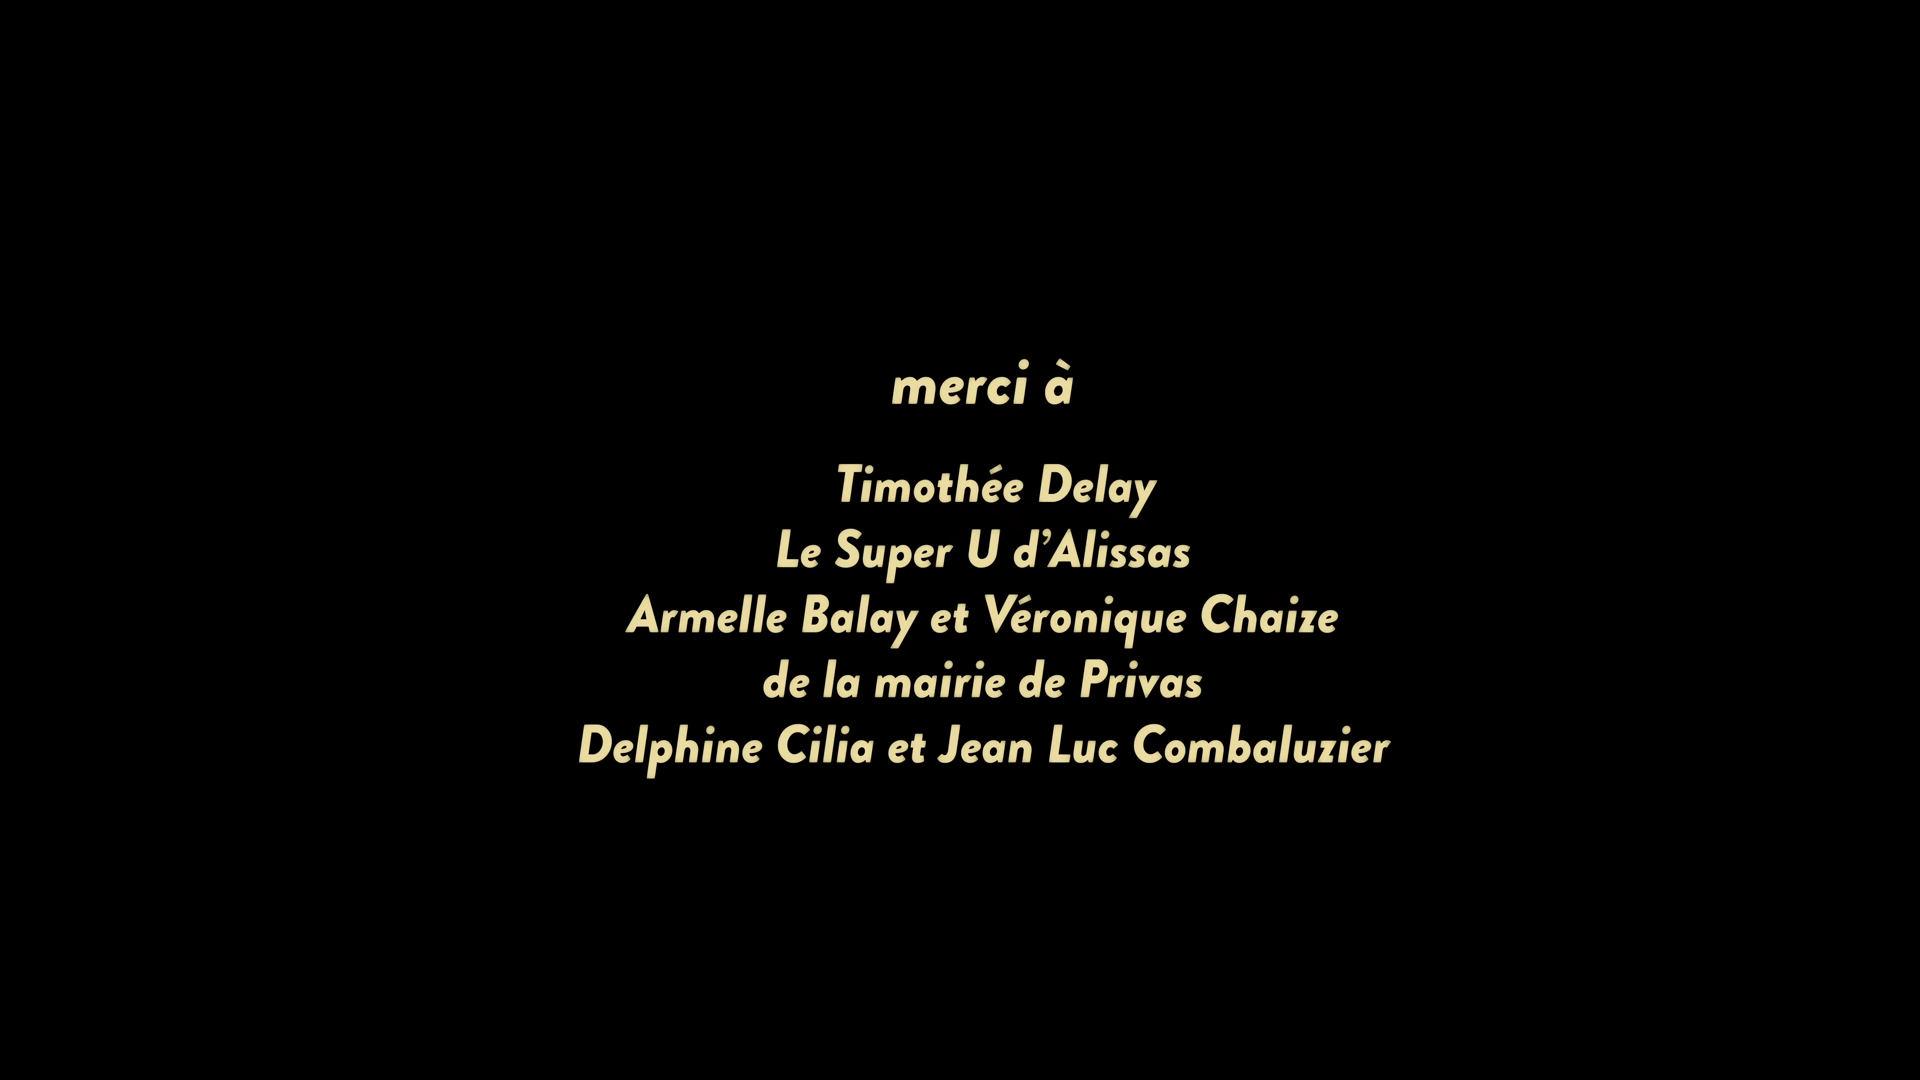 merci à
Timothée Delay
Le Super U d’Alissas
Armelle Balay et Véronique Chaize
de la mairie de Privas
Delphine Cilia et Jean Luc Combaluzier